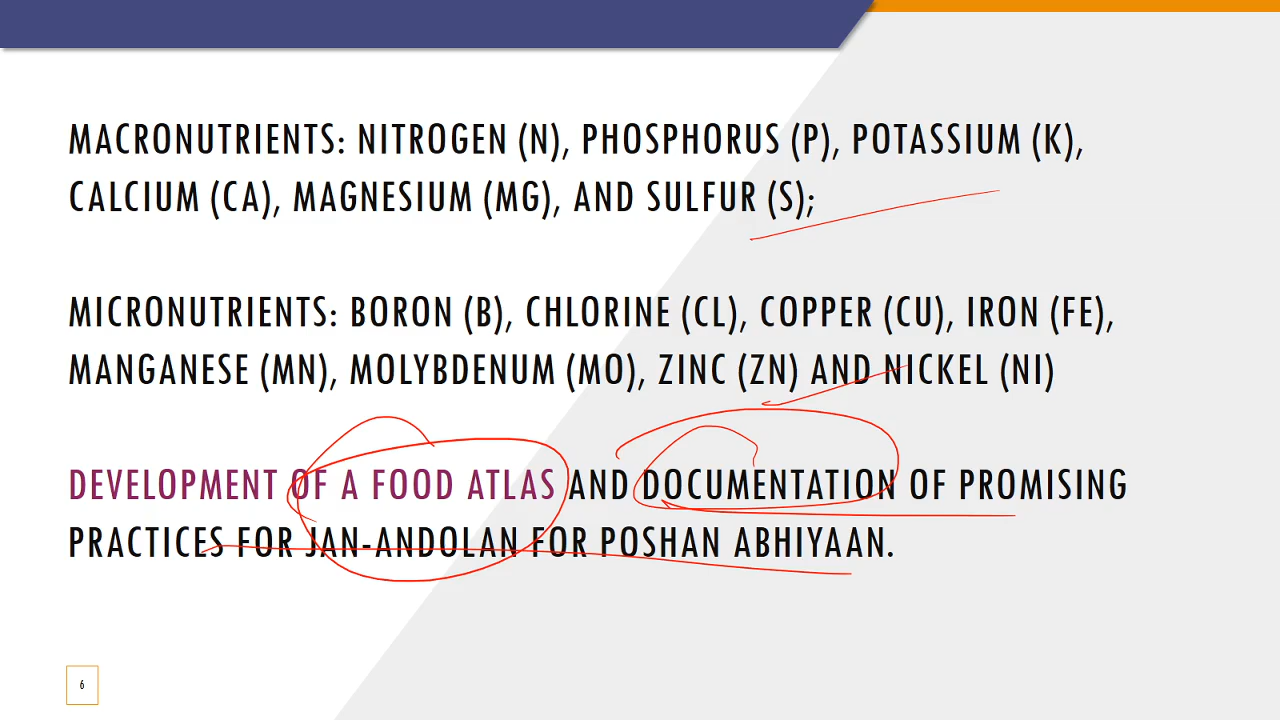 MACRONUTRIENTS: NITROGEN (N), PHOSPHORUS (P), POTASSIUM (K),
CALCIUM (CA), MAGNESIUM (MG), AND SULFUR (S);
MICRONUTRIENTS: BORON (B), CHLORINE (CL), COPPER (CU), IRON (FE),
MANGANESE (MN), MOLYBDENUM (MO), ZINC (ZN) AND NICKEL (NI)
DEVELOPMENT OF A FOOD ATLAS AND DOCUMENTATION OF PROMISING
PRACTICES FOR JAN-ANDOLAN FOR POSHAN ABHIYAAN.
6